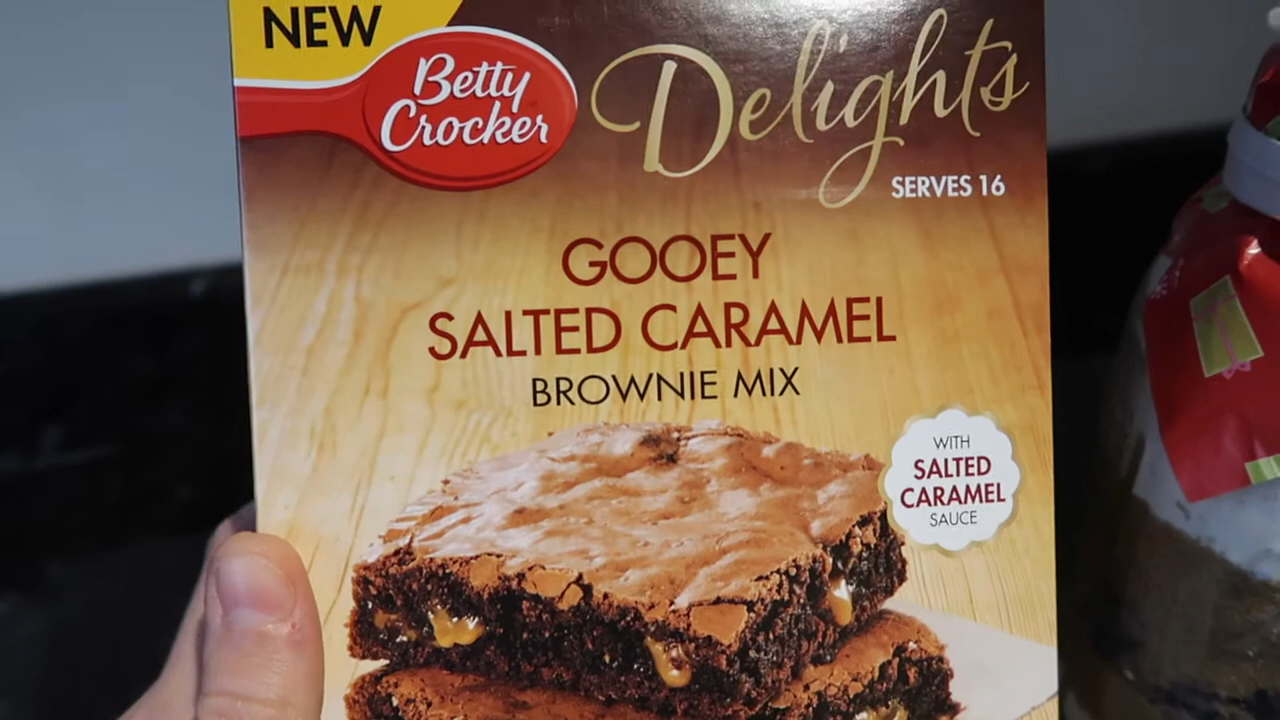 NEW
Betty
Crocker
Delights
SERVES 16
GOOEY
SALTED CARAMEL
BROWNIE MIX
WITH
SALTED
CARAMEL
SAUCE